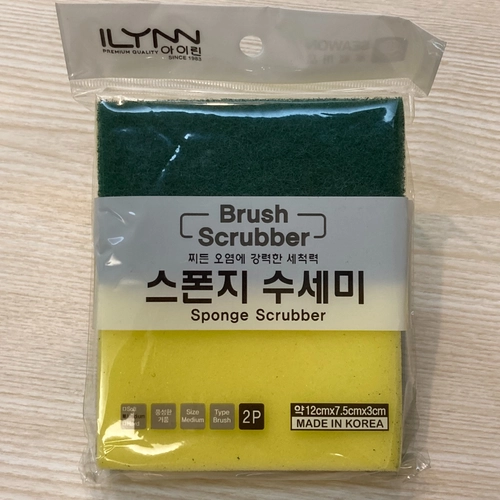 ILYNN
PREMIUM QUALITY 아이린
SINCE 1983
Brush
Scrubber
찌든 오염에 강력한 세척력
스폰지 수세미
Sponge Scrubber
Size
Medium
Type
Brush
2P
약12cmx7.5cmx3cm
MADE IN KOREA